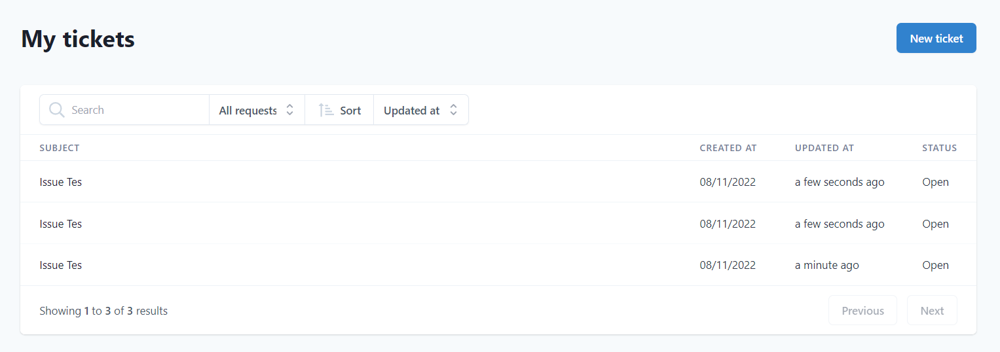 My tickets
New ticket
Search All requests Sort Updated at
SUBJECT CREATED AT UPDATED AT STATUS
Issue Tes 08/11/2022 a few seconds ago Open
Issue Tes 08/11/2022 a few seconds ago Open
Issue Tes 08/11/2022 a minute ago Open
Showing 1 to 3 of 3 results Previous Next